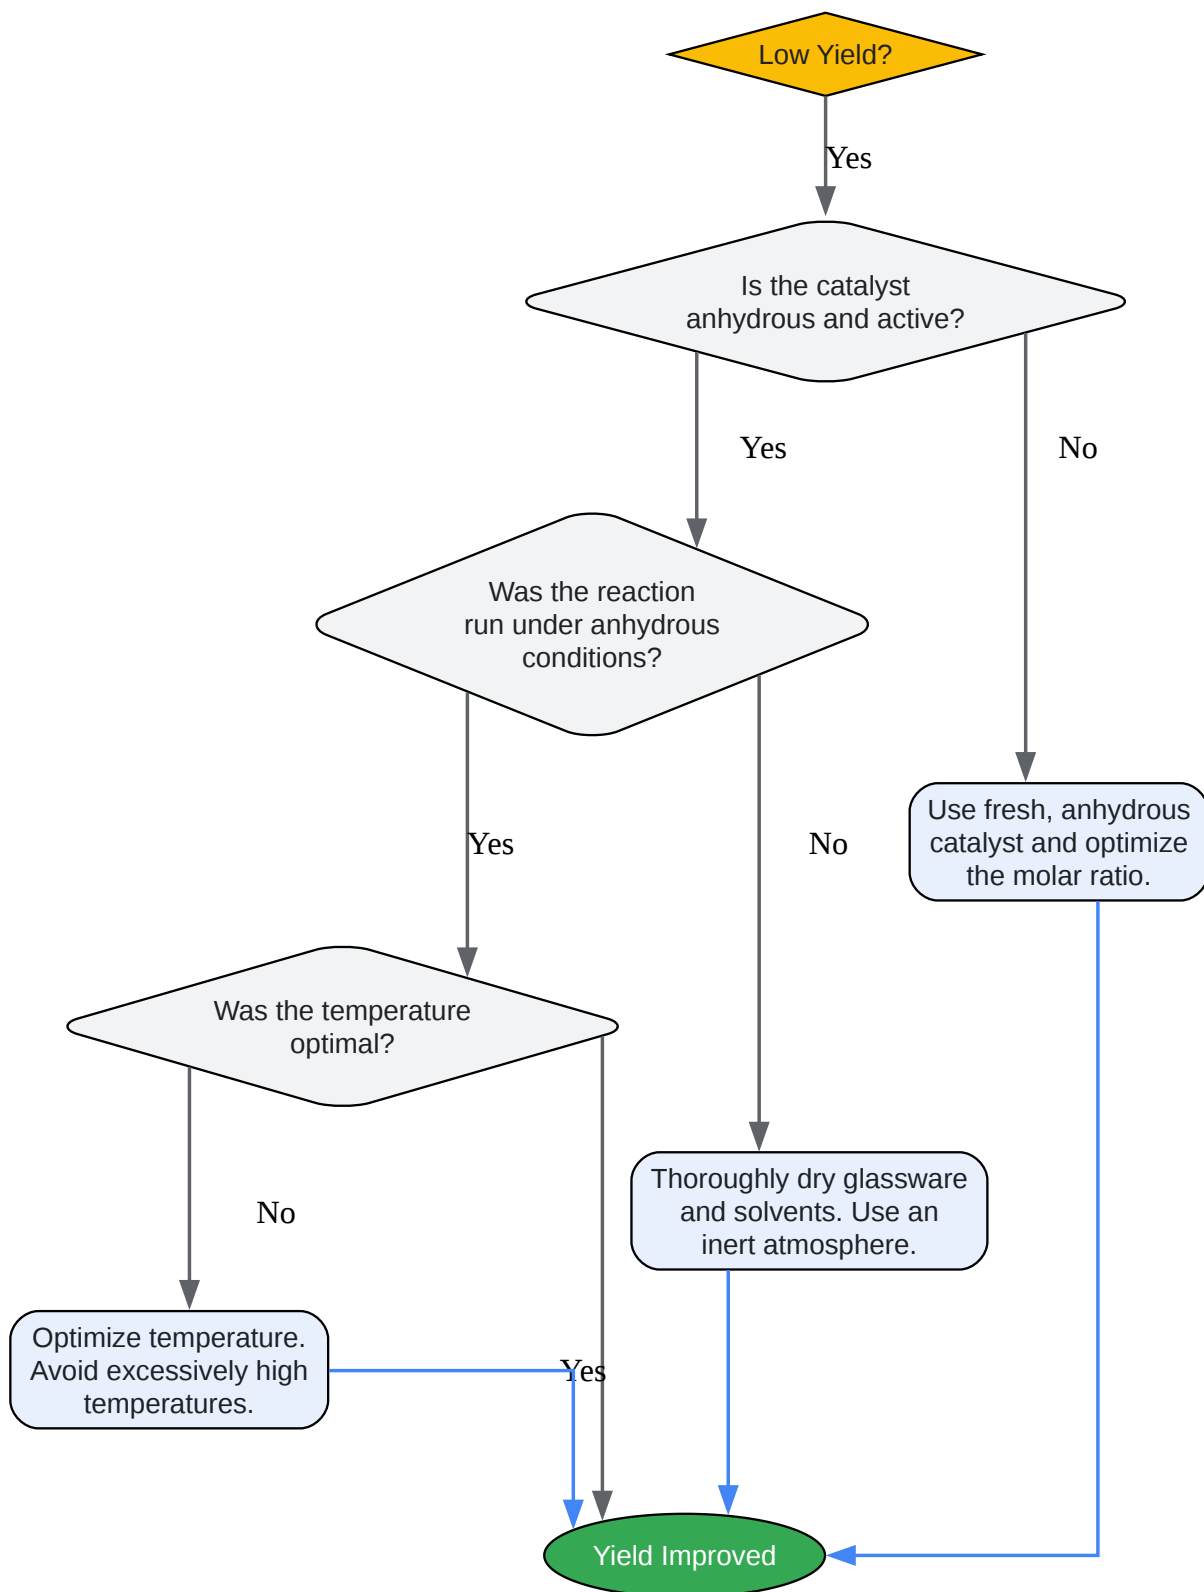 Low Yield?
Yes
Is the catalyst
anhydrous and active?
Yes
No
Was the reaction
run under anhydrous
conditions?
Use fresh, anhydrous
catalyst and optimize
the molar ratio.
Yes
No
Was the temperature
optimal?
Thoroughly dry glassware
and solvents. Use an
inert atmosphere.
No
Optimize temperature.
Avoid excessively high
temperatures.
Yes
Yield Improved